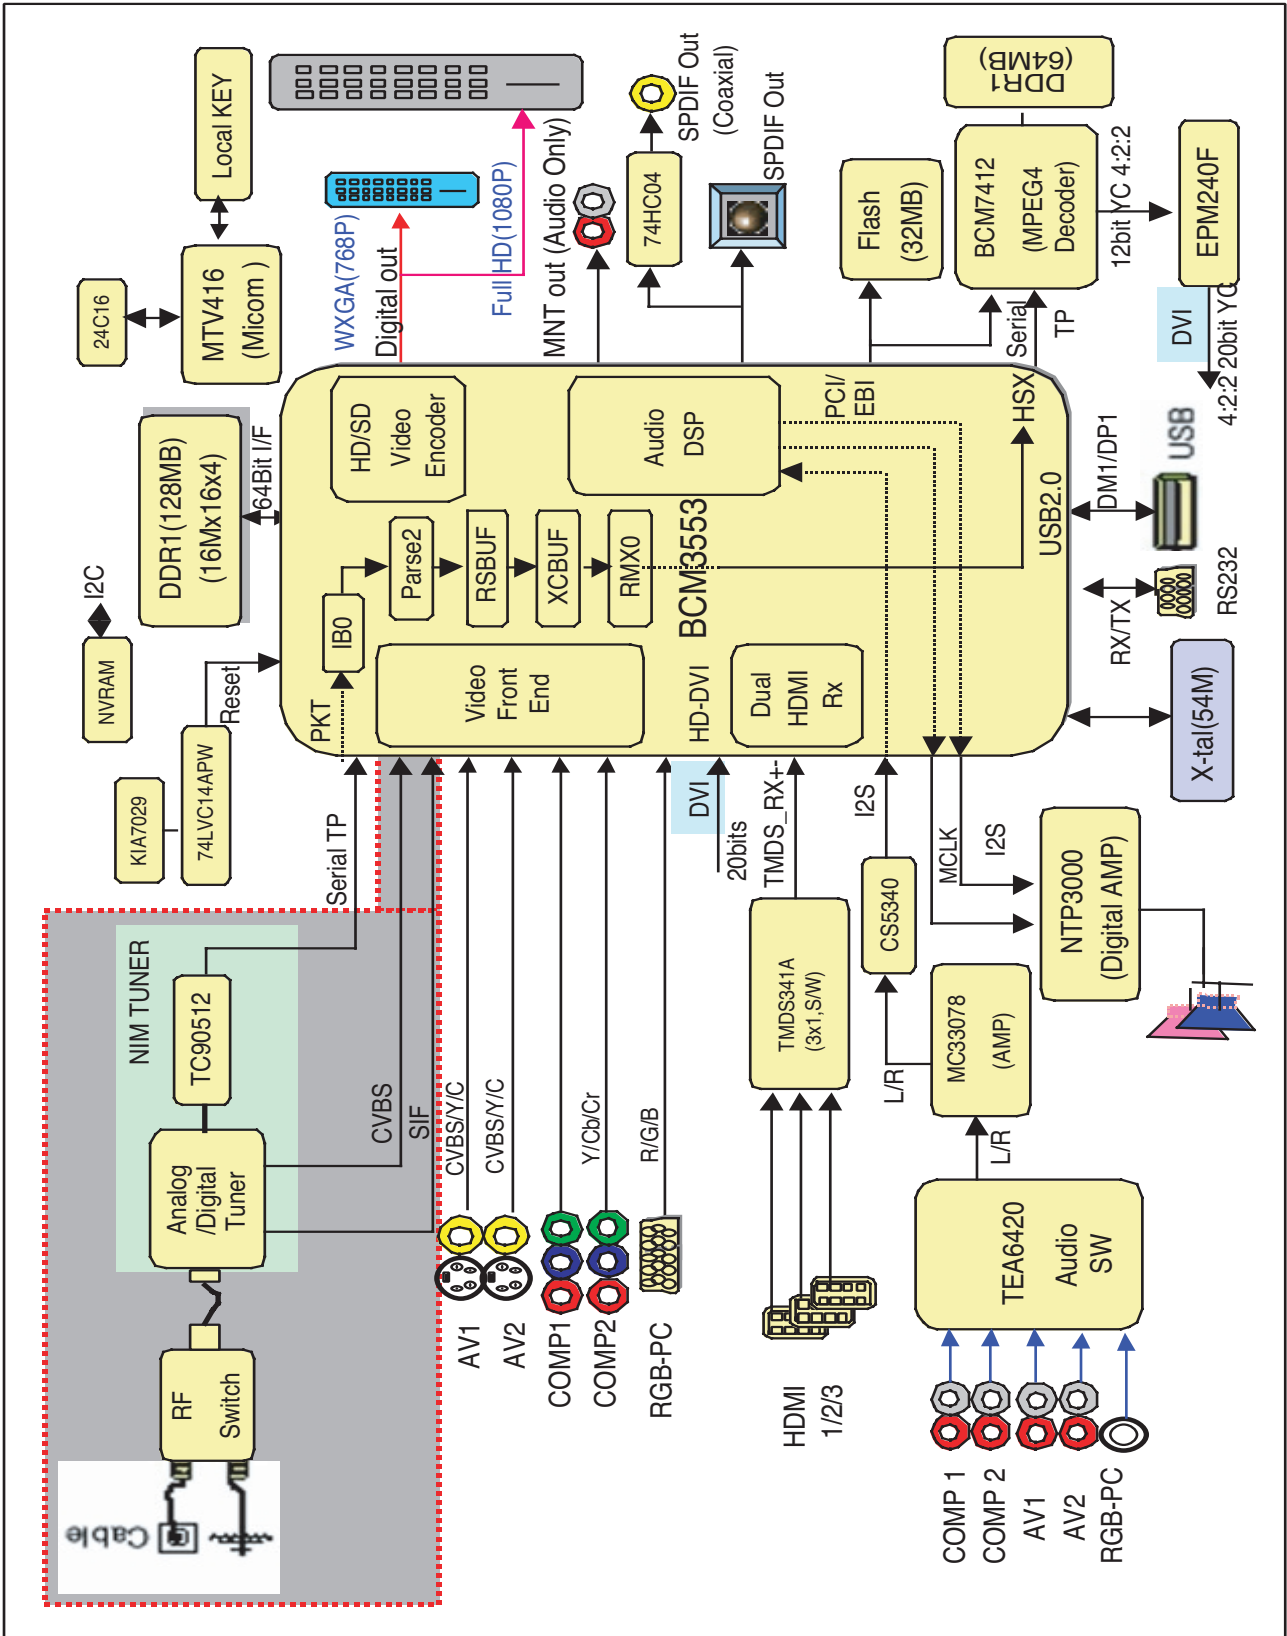 Cable
RF
Switch
NIM TUNER
Analog
/Digital
Tuner
TC90512
CVBS
SIF
Serial TP
KIA7029
74LVC14APW
Reset
NVRAM
I2C
DDR1(128MB)
(16Mx16x4)
64Bit I/F
24C16
MTV416
(Micom )
Local KEY
AV1
AV2
COMP1
COMP2
RGB-PC
CVBS/Y/C
CVBS/Y/C
Y/Cb/Cr
R/G/B
PKT
IB0
Parse2
RSBUF
XCBUF
RMX0
Video
Front
End
HD/SD
Video
Encoder
BCM3553
Audio
DSP
HD-DVI
Dual
HDMI
Rx
PCI/
EBI
HSX
USB2.0
WXGA(768P)
Digital out
Full HD(1080P)
MNT out (Audio Only)
74HC04
SPDIF Out
(Coaxial)
SPDIF Out
Flash
(32MB)
BCM7412
(MPEG4
Decoder)
DDR1
(64MB)
Serial
TP
12bit YC 4:2:2
EPM240F
DVI
4:2:2 20bit YC
DVI
20bits
HDMI
1/2/3
TMDS341A
(3x1,S/W)
TMDS_RX+-
CS5340
I2S
MCLK
I2S
L/R
MC33078
(AMP)
L/R
NTP3000
(Digital AMP)
TEA6420
Audio
SW
COMP 1
COMP 2
AV1
AV2
RGB-PC
X-tal(54M)
RX/TX
RS232
DM1/DP1
USB